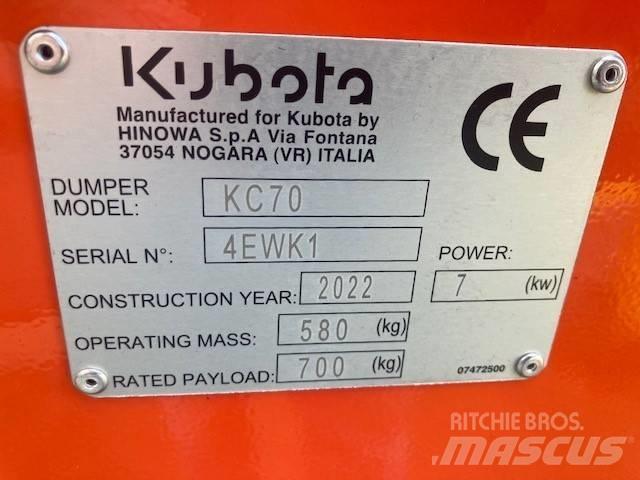 Kubota
CE
Manufactured for Kubota by
HINOWA S.p.A Via Fontana
37054 NOGARA (VR) ITALIA
DUMPER
MODEL: KC70
SERIAL N°: 4EWK1
POWER:
CONSTRUCTION YEAR: 2022 7 (kw)
OPERATING MASS: 580 (kg)
RATED PAYLOAD: 700 (kg)
07472500
RITCHIE BROS.
MASCUS